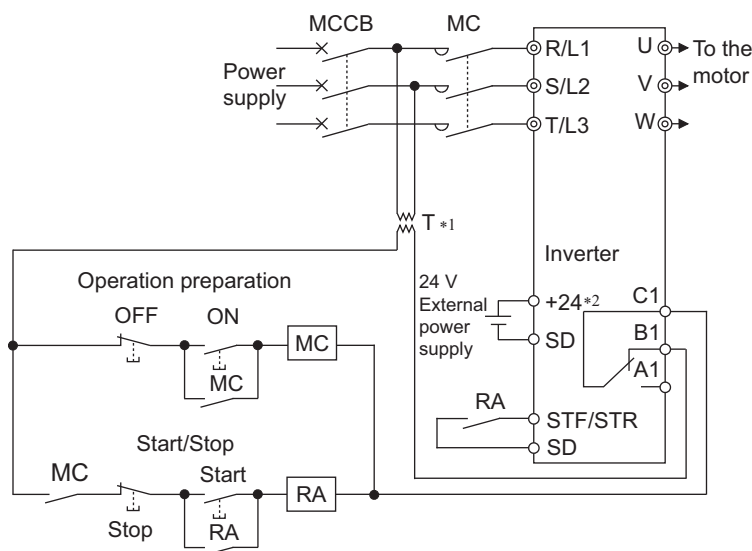 MCCB
MC
R/L1
U
To the
motor
Power
supply
S/L2
V
T/L3
W
T *1
Inverter
Operation preparation
24 V
External
power
supply
+24*2
C1
OFF
ON
MC
B1
SD
MC
A1
RA
STF/STR
Start/Stop
SD
MC
Start
RA
Stop
RA